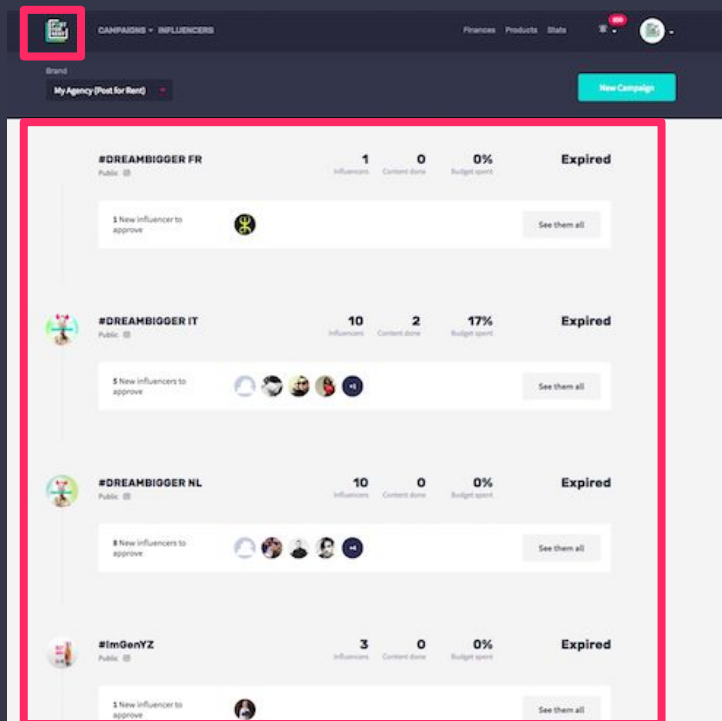 POST
FOR
RENT
CAMPAIGNS INFLUENCERS
Finances Products Stats
Brand
My Agency (Post for Rent)
New Campaign
#DREAMBIGGER FR 1 0 0% Expired
Public Influencers Content done Budget spent
1 New influencer to
approve
See them all
#DREAMBIGGER IT 10 2 17% Expired
Public Influencers Content done Budget spent
5 New influencers to
approve
+1
See them all
#DREAMBIGGER NL 10 0 0% Expired
Public Influencers Content done Budget spent
8 New influencers to
approve
+4
See them all
#ImGenYZ 3 0 0% Expired
Public Influencers Content done Budget spent
1 New influencer to
approve
See them all